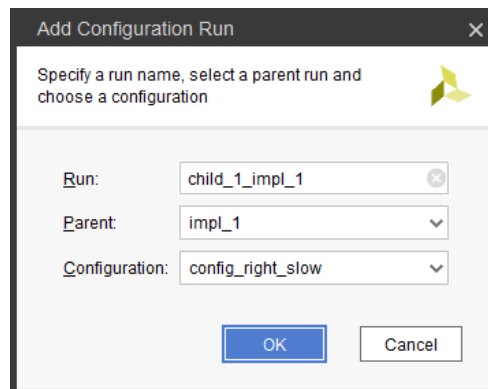 Add Configuration Run
Specify a run name, select a parent run and
choose a configuration
Run: child_1_impl_1
Parent: impl_1
Configuration: config_right_slow
OK Cancel